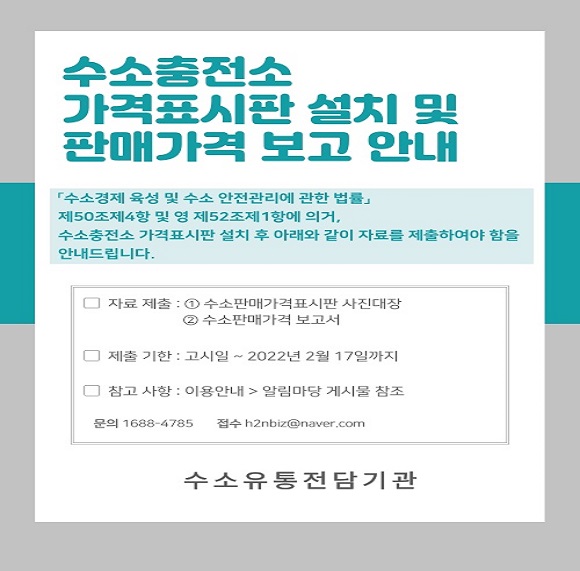 수소충전소
가격표시판 설치 및
판매가격 보고 안내
「수소경제 육성 및 수소 안전관리에 관한 법률」
제50조제4항 및 영 제52조제1항에 의거,
수소충전소 가격표시판 설치 후 아래와 같이 자료를 제출하여야 함을
안내드립니다.
□ 자료 제출 : ① 수소판매가격표시판 사진대장
② 수소판매가격 보고서
□ 제출 기한 : 고시일 ~ 2022년 2월 17일까지
□ 참고 사항 : 이용안내 > 알림마당 게시물 참조
문의 1688-4785 접수 h2nbiz@naver.com
수소유통전담기관